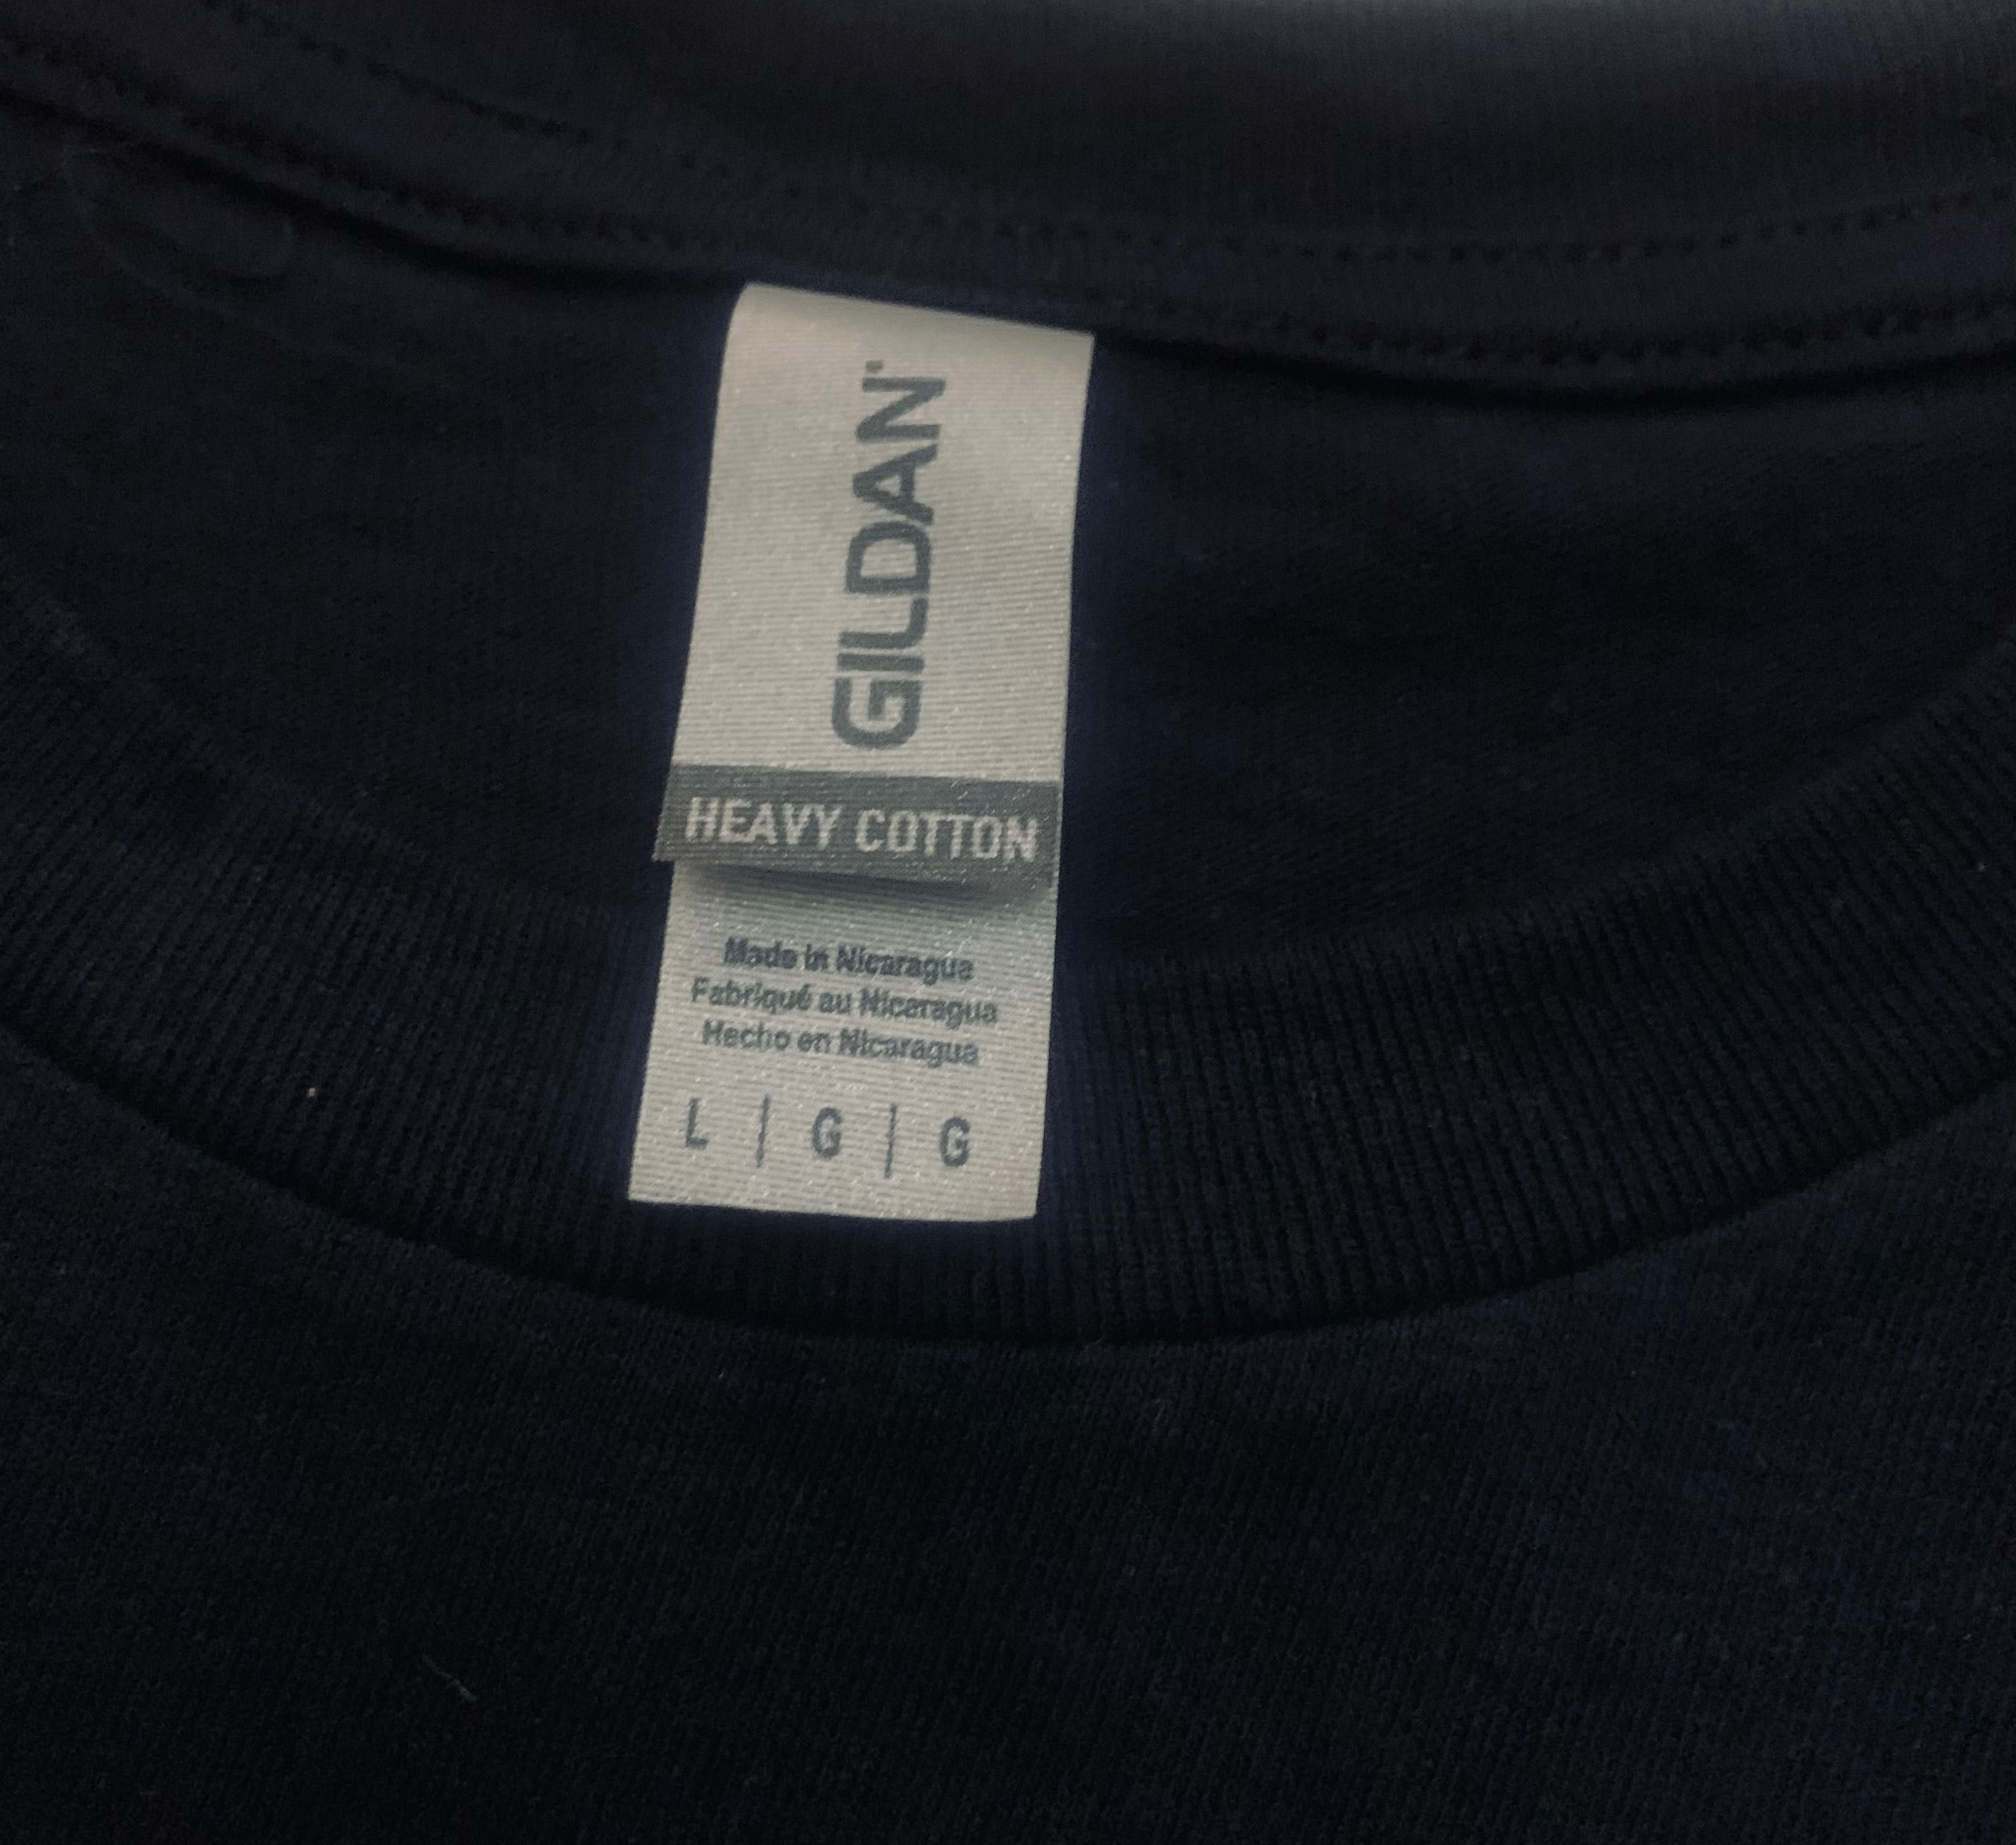 GILDAN
HEAVY COTTON
Made in Nicaragua
Fabriqué au Nicaragua
Hecho en Nicaragua
L | G | G